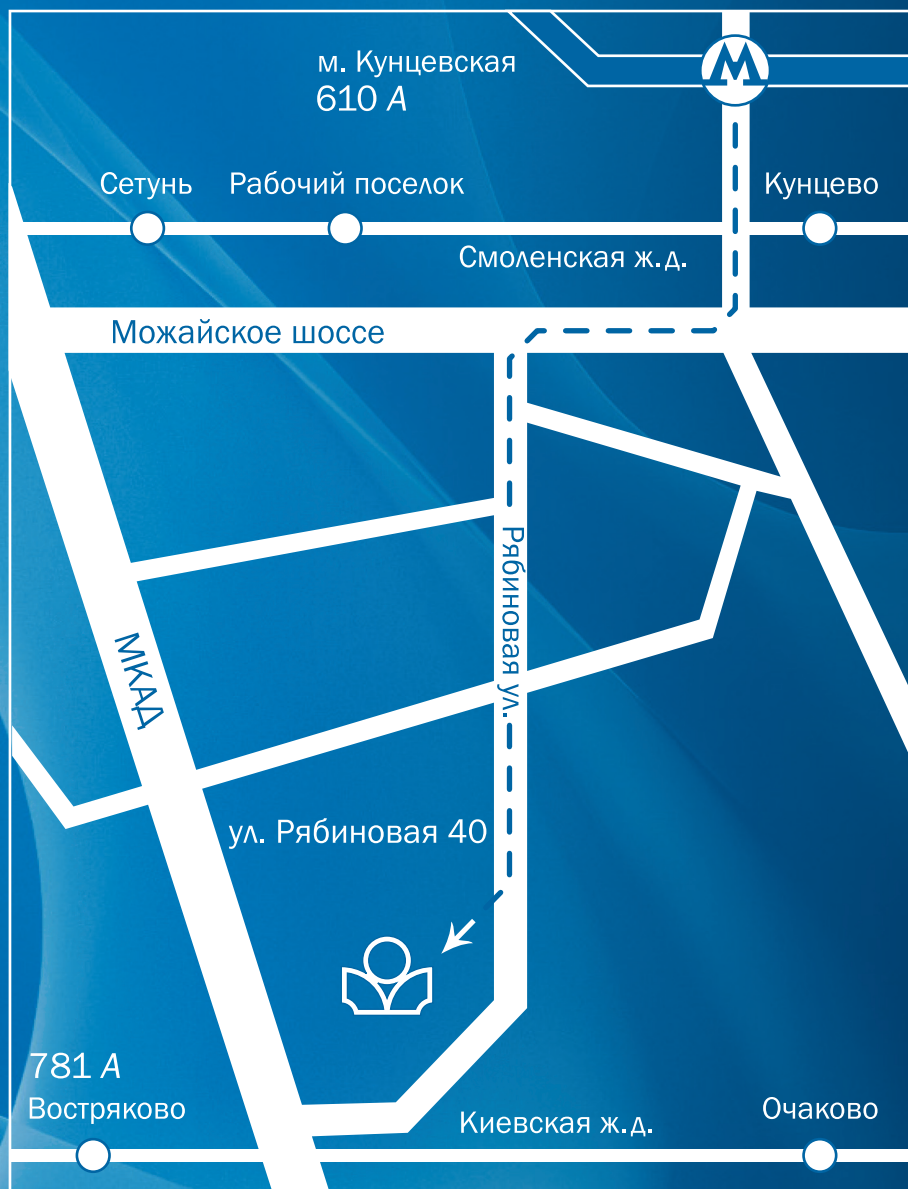 м. Кунцевская
610 А
Сетунь
Рабочий поселок
Кунцево
Смоленская ж.д.
Можайское шоссе
Рябиновая ул.
МКАД
ул. Рябиновая 40
781 А
Востряково
Киевская ж.д.
Очаково